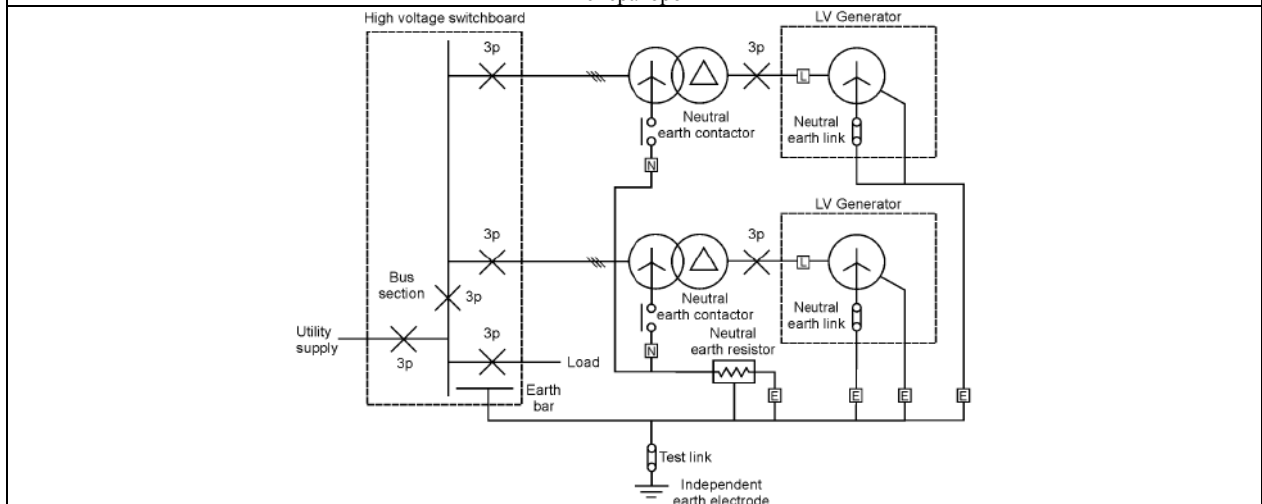 High voltage switchboard
LV Generator
3p
3p
L
Neutral
earth contactor
Neutral
earth link
N
LV Generator
3p
3p
L
Bus
section
3p
Neutral
earth contactor
Neutral
earth link
Utility
supply
3p
3p
Neutral
earth resistor
N
Load
Earth
bar
E
E
E
E
Test link
Independent
earth electrode